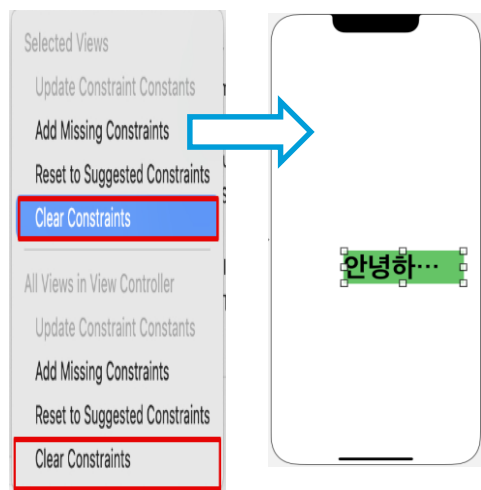 Selected Views
Update Constraint Constants
Add Missing Constraints
Reset to Suggested Constraints
Clear Constraints
All Views in View Controller
Update Constraint Constants
Add Missing Constraints
Reset to Suggested Constraints
Clear Constraints
안녕하…